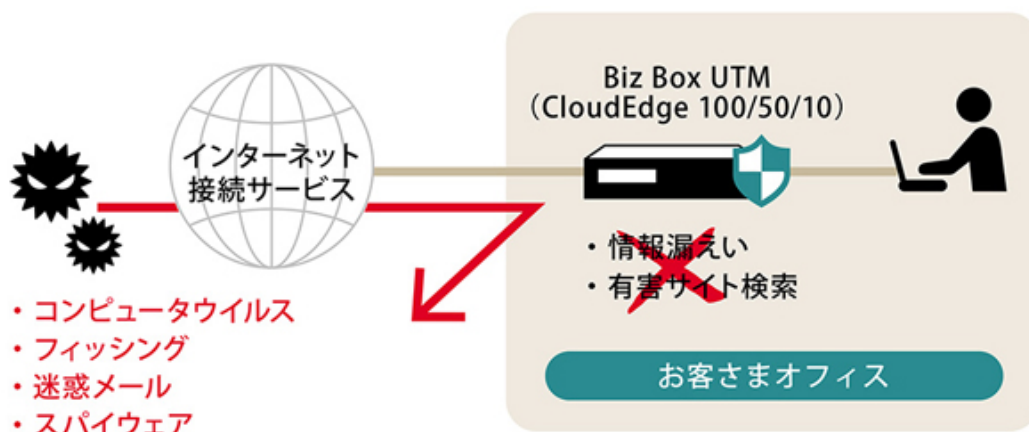 Biz Box UTM
（CloudEdge 100/50/10）
インターネット
接続サービス
・情報漏えい
・有害サイト検索
・コンピュータウイルス
・フィッシング
・迷惑メール
・スパイウェア
お客さまオフィス